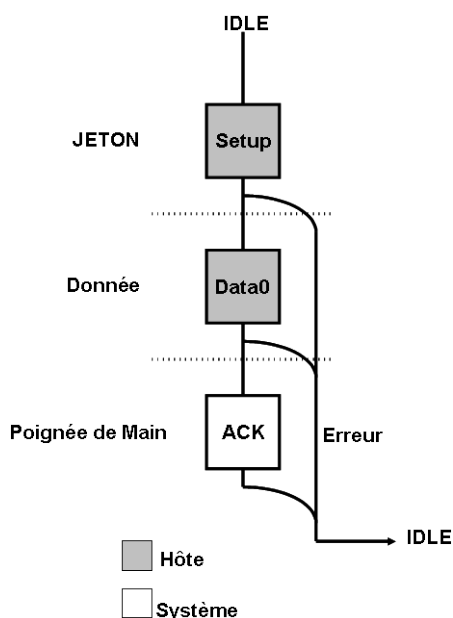 IDLE
JETON
Setup
Donnée
Data0
Poignée de Main
ACK
Erreur
IDLE
Hôte
Système